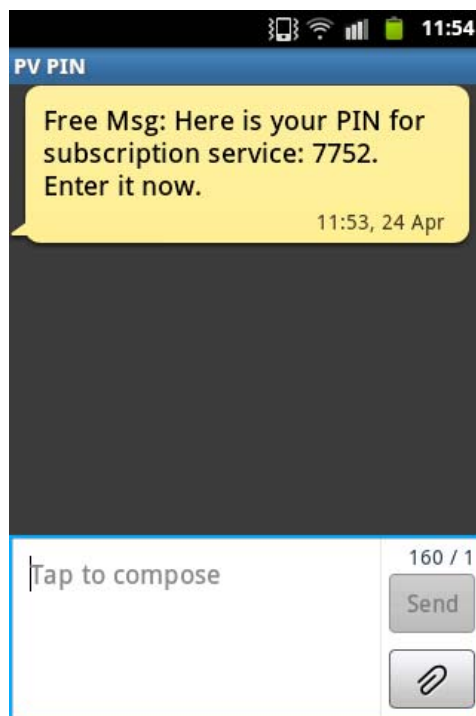 11:54
PV PIN
Free Msg: Here is your PIN for
subscription service: 7752.
Enter it now.
11:53, 24 Apr
Tap to compose
160 / 1
Send